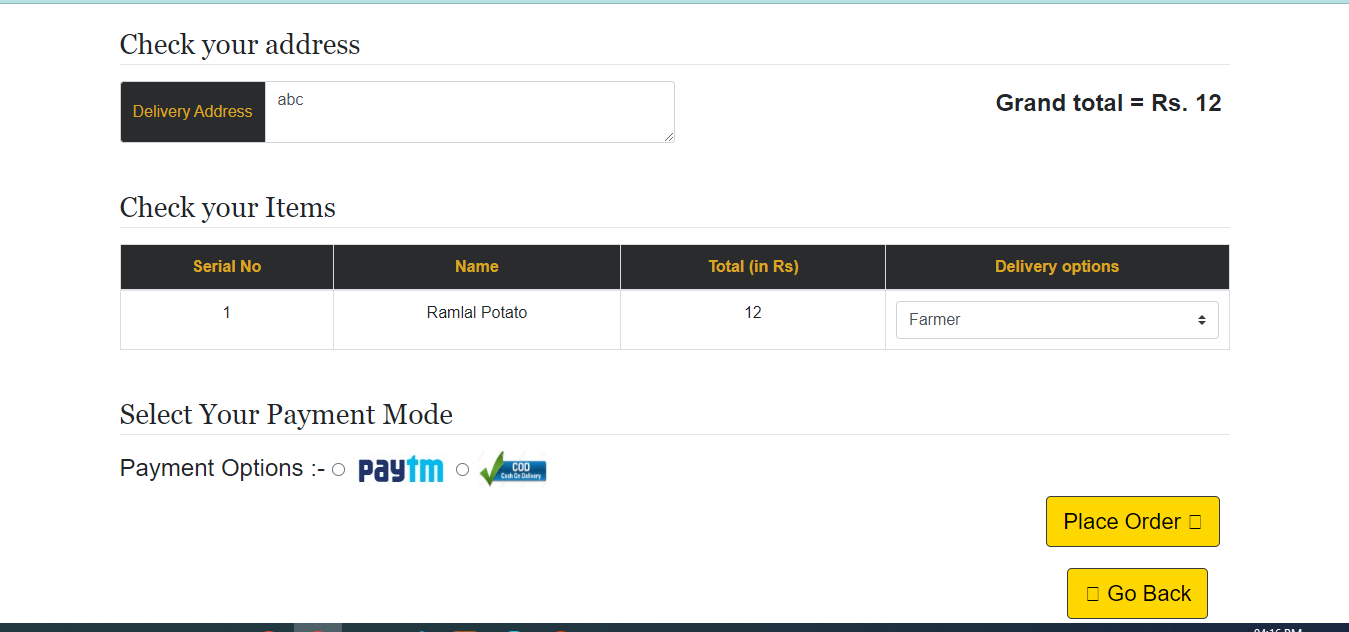 Check your address
Delivery Address
abc
Grand total = Rs. 12
Check your Items
Serial No Name Total (in Rs) Delivery options
1 Ramlal Potato 12 Farmer
Select Your Payment Mode
Payment Options :- paytm COD
Cash On Delivery
Place Order
Go Back